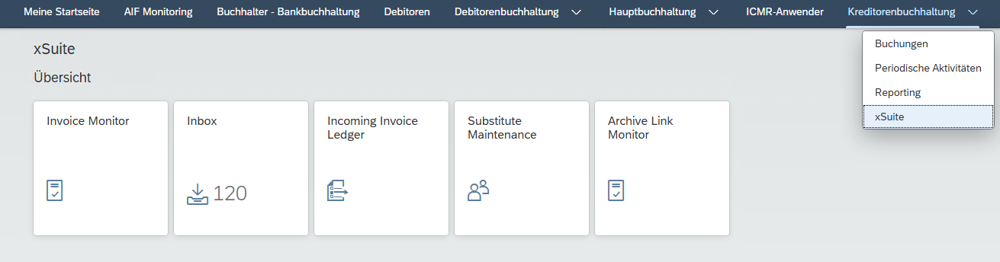 Meine Startseite AIF Monitoring Buchhalter - Bankbuchhaltung Debitoren Debitorenbuchhaltung Hauptbuchhaltung ICMR-Anwender Kreditorenbuchhaltung
Buchungen
Periodische Aktivitäten
Reporting
xSuite
xSuite
Übersicht
Invoice Monitor
Inbox
120
Incoming Invoice
Ledger
Substitute
Maintenance
Archive Link
Monitor